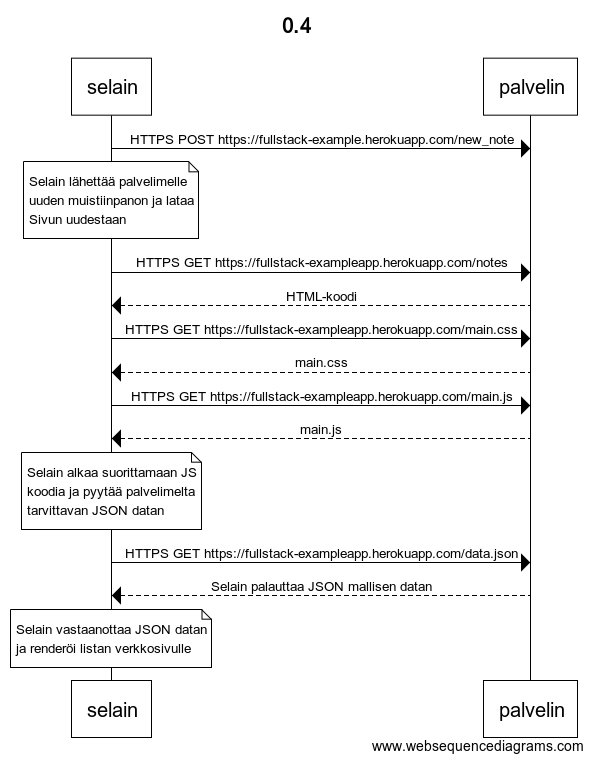 0.4
selain
palvelin
HTTPS POST https://fullstack-example.herokuapp.com/new_note
Selain lähettää palvelimelle
uuden muistiinpanon ja lataa
Sivun uudestaan
HTTPS GET https://fullstack-exampleapp.herokuapp.com/notes
HTML-koodi
HTTPS GET https://fullstack-exampleapp.herokuapp.com/main.css
main.css
HTTPS GET https://fullstack-exampleapp.herokuapp.com/main.js
main.js
Selain alkaa suorittamaan JS
koodia ja pyytää palvelimelta
tarvittavan JSON datan
HTTPS GET https://fullstack-exampleapp.herokuapp.com/data.json
Selain palauttaa JSON mallisen datan
Selain vastaanottaa JSON datan
ja renderöi listan verkkosivulle
selain
palvelin
www.websequencediagrams.com